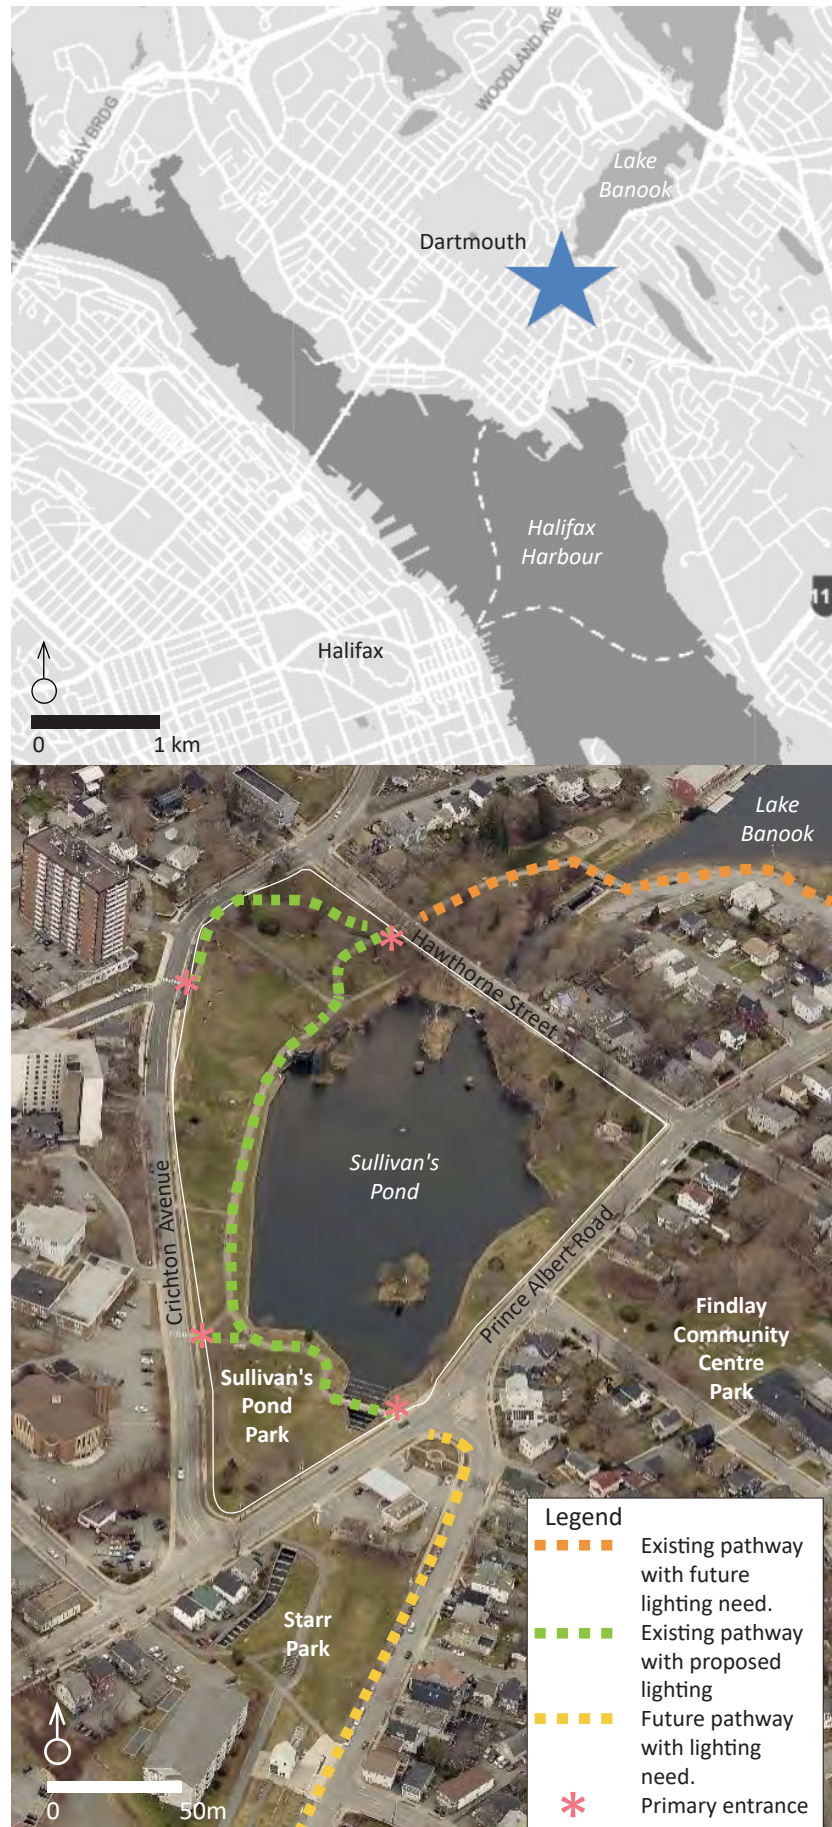 WOODLAND AVE
KAY BRDG
Lake
Banook
Dartmouth
Halifax
Harbour
11
Halifax
0 1 km
Lake
Banook
Hawthorne Street
Sullivan's
Pond
Crichton Avenue
Prince Albert Road
Findlay
Community
Centre
Park
Sullivan's
Pond
Park
Starr
Park
0 50m
Legend
Existing pathway
with future
lighting need.
Existing pathway
with proposed
lighting
Future pathway
with lighting
need.
Primary entrance